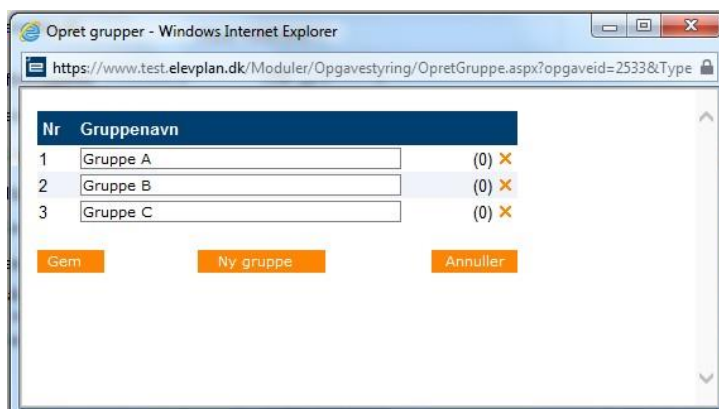 Opret grupper - Windows Internet Explorer
https://www.test.elevplan.dk/Moduler/Opgavestyring/OpretGruppe.aspx?opgaveid=2533&Type
Nr Gruppenavn
1 Gruppe A (0)
2 Gruppe B (0)
3 Gruppe C (0)
Gem Ny gruppe Annuller